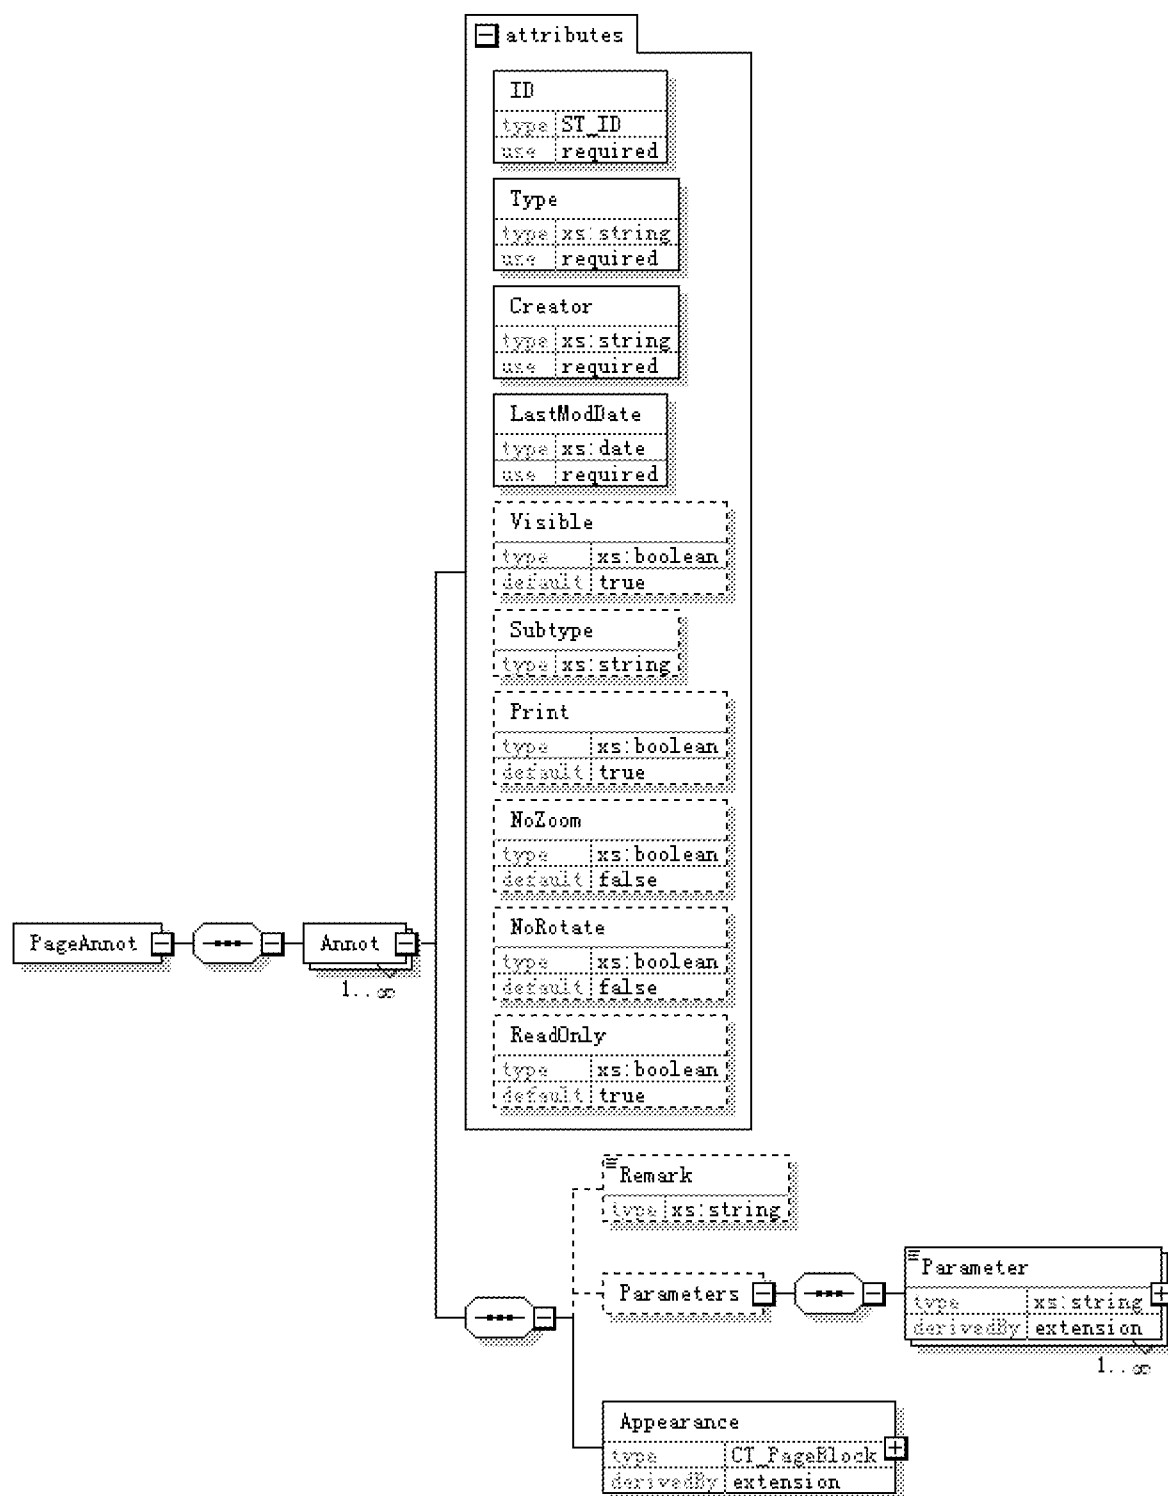 attributes
ID
type ST_ID
use required
Type
type xs:string
use required
Creator
type xs:string
use required
LastModDate
type xs:date
use required
Visible
type xs:boolean
default true
Subtype
type xs:string
Print
type xs:boolean
default true
NoZoom
type xs:boolean
default false
PageAnnot
Annot
1..∞
NoRotate
type xs:boolean
default false
ReadOnly
type xs:boolean
default true
Remark
type xs:string
Parameters
Parameter
type xs:string
derivedBy extension
1..∞
Appearance
type CT_PageBlock
derivedBy extension